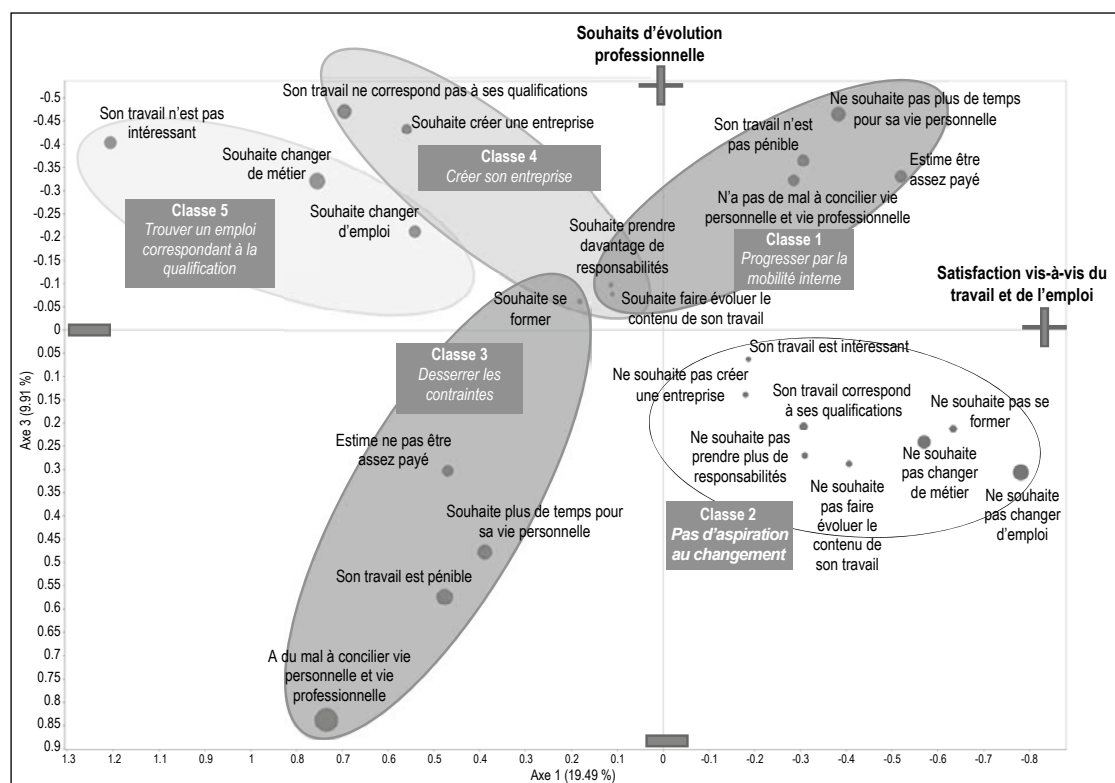 Souhaits d'évolution
professionnelle
-0.5
-0.45
-0.4
-0.35
-0.3
-0.25
-0.2
-0.15
-0.1
-0.05
0
0.05
0.1
0.15
0.2
0.25
0.3
0.35
0.4
0.45
0.5
0.55
0.6
0.65
0.7
0.75
0.8
0.85
0.9
Axe 3 (9.91 %)
Son travail n'est pas
intéressant
Souhaite changer
de métier
Souhaite changer
d'emploi
Classe 5
Trouver un emploi
correspondant à la
qualification
Son travail ne correspond pas à ses qualifications
Souhaite créer une entreprise
Classe 4
Créer son entreprise
Ne souhaite pas plus de temps
pour sa vie personnelle
Son travail n'est
pas pénible
Estime être
assez payé
N'a pas de mal à concilier vie
personnelle et vie professionnelle
Classe 1
Progresser par la
mobilité interne
Souhaite prendre
davantage de
responsabilités
Souhaite faire évoluer le
contenu de son travail
Souhaite se
former
Satisfaction vis-à-vis du
travail et de l'emploi
Classe 3
Desserrer les
contraintes
Estime ne pas être
assez payé
Souhaite plus de temps pour
sa vie personnelle
Son travail est pénible
A du mal à concilier vie
personnelle et vie
professionnelle
Son travail est intéressant
Ne souhaite pas créer
une entreprise
Son travail correspond
à ses qualifications
Ne souhaite pas se
former
Ne souhaite pas
prendre plus de
responsabilités
Ne souhaite
pas changer
de métier
Ne souhaite
pas faire
évoluer le
contenu de
son travail
Ne souhaite
pas changer
d'emploi
Classe 2
Pas d'aspiration
au changement
1.3 1.2 1.1 0.9 0.9 0.8 0.7 0.6 0.5 0.4 0.3 0.2 0.1 0 -0.1 -0.2 -0.3 -0.4 -0.5 -0.6 -0.7 -0.8
Axe 1 (19.49 %)